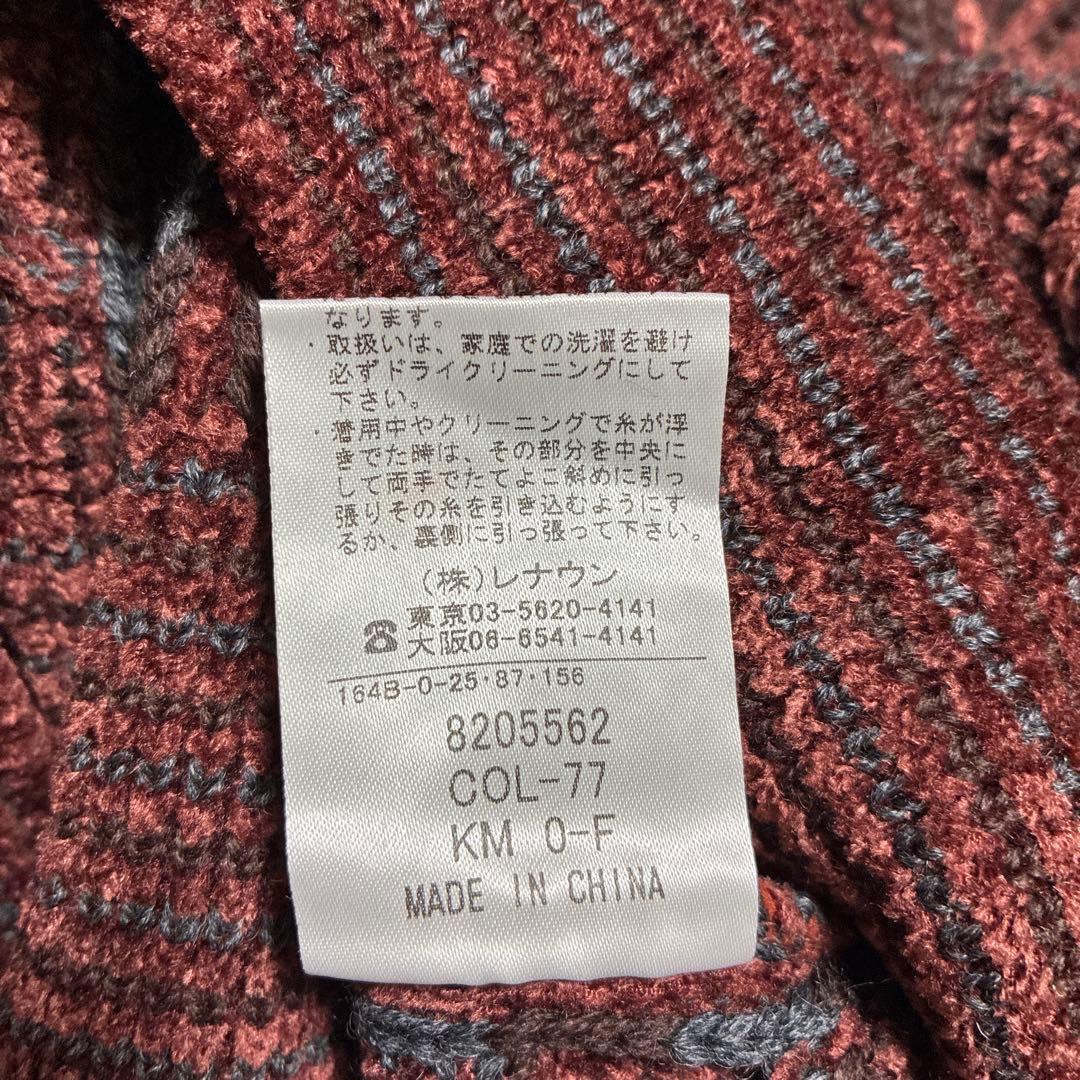 なります。
・取扱いは、家庭での洗濯を避け
必ずドライクリーニングにして
下さい。
・着用中やクリーニングで糸が浮
きでた時は、その部分を中央に
して両手でたてよこ斜めに引っ
張りその糸を引き込むようにす
るか、裏側に引っ張って下さい。
(株)レナウン
東京03-5620-4141
☎大阪06-6541-4141
164B-0-25・87・156
8205562
COL-77
KM 0-F
MADE IN CHINA